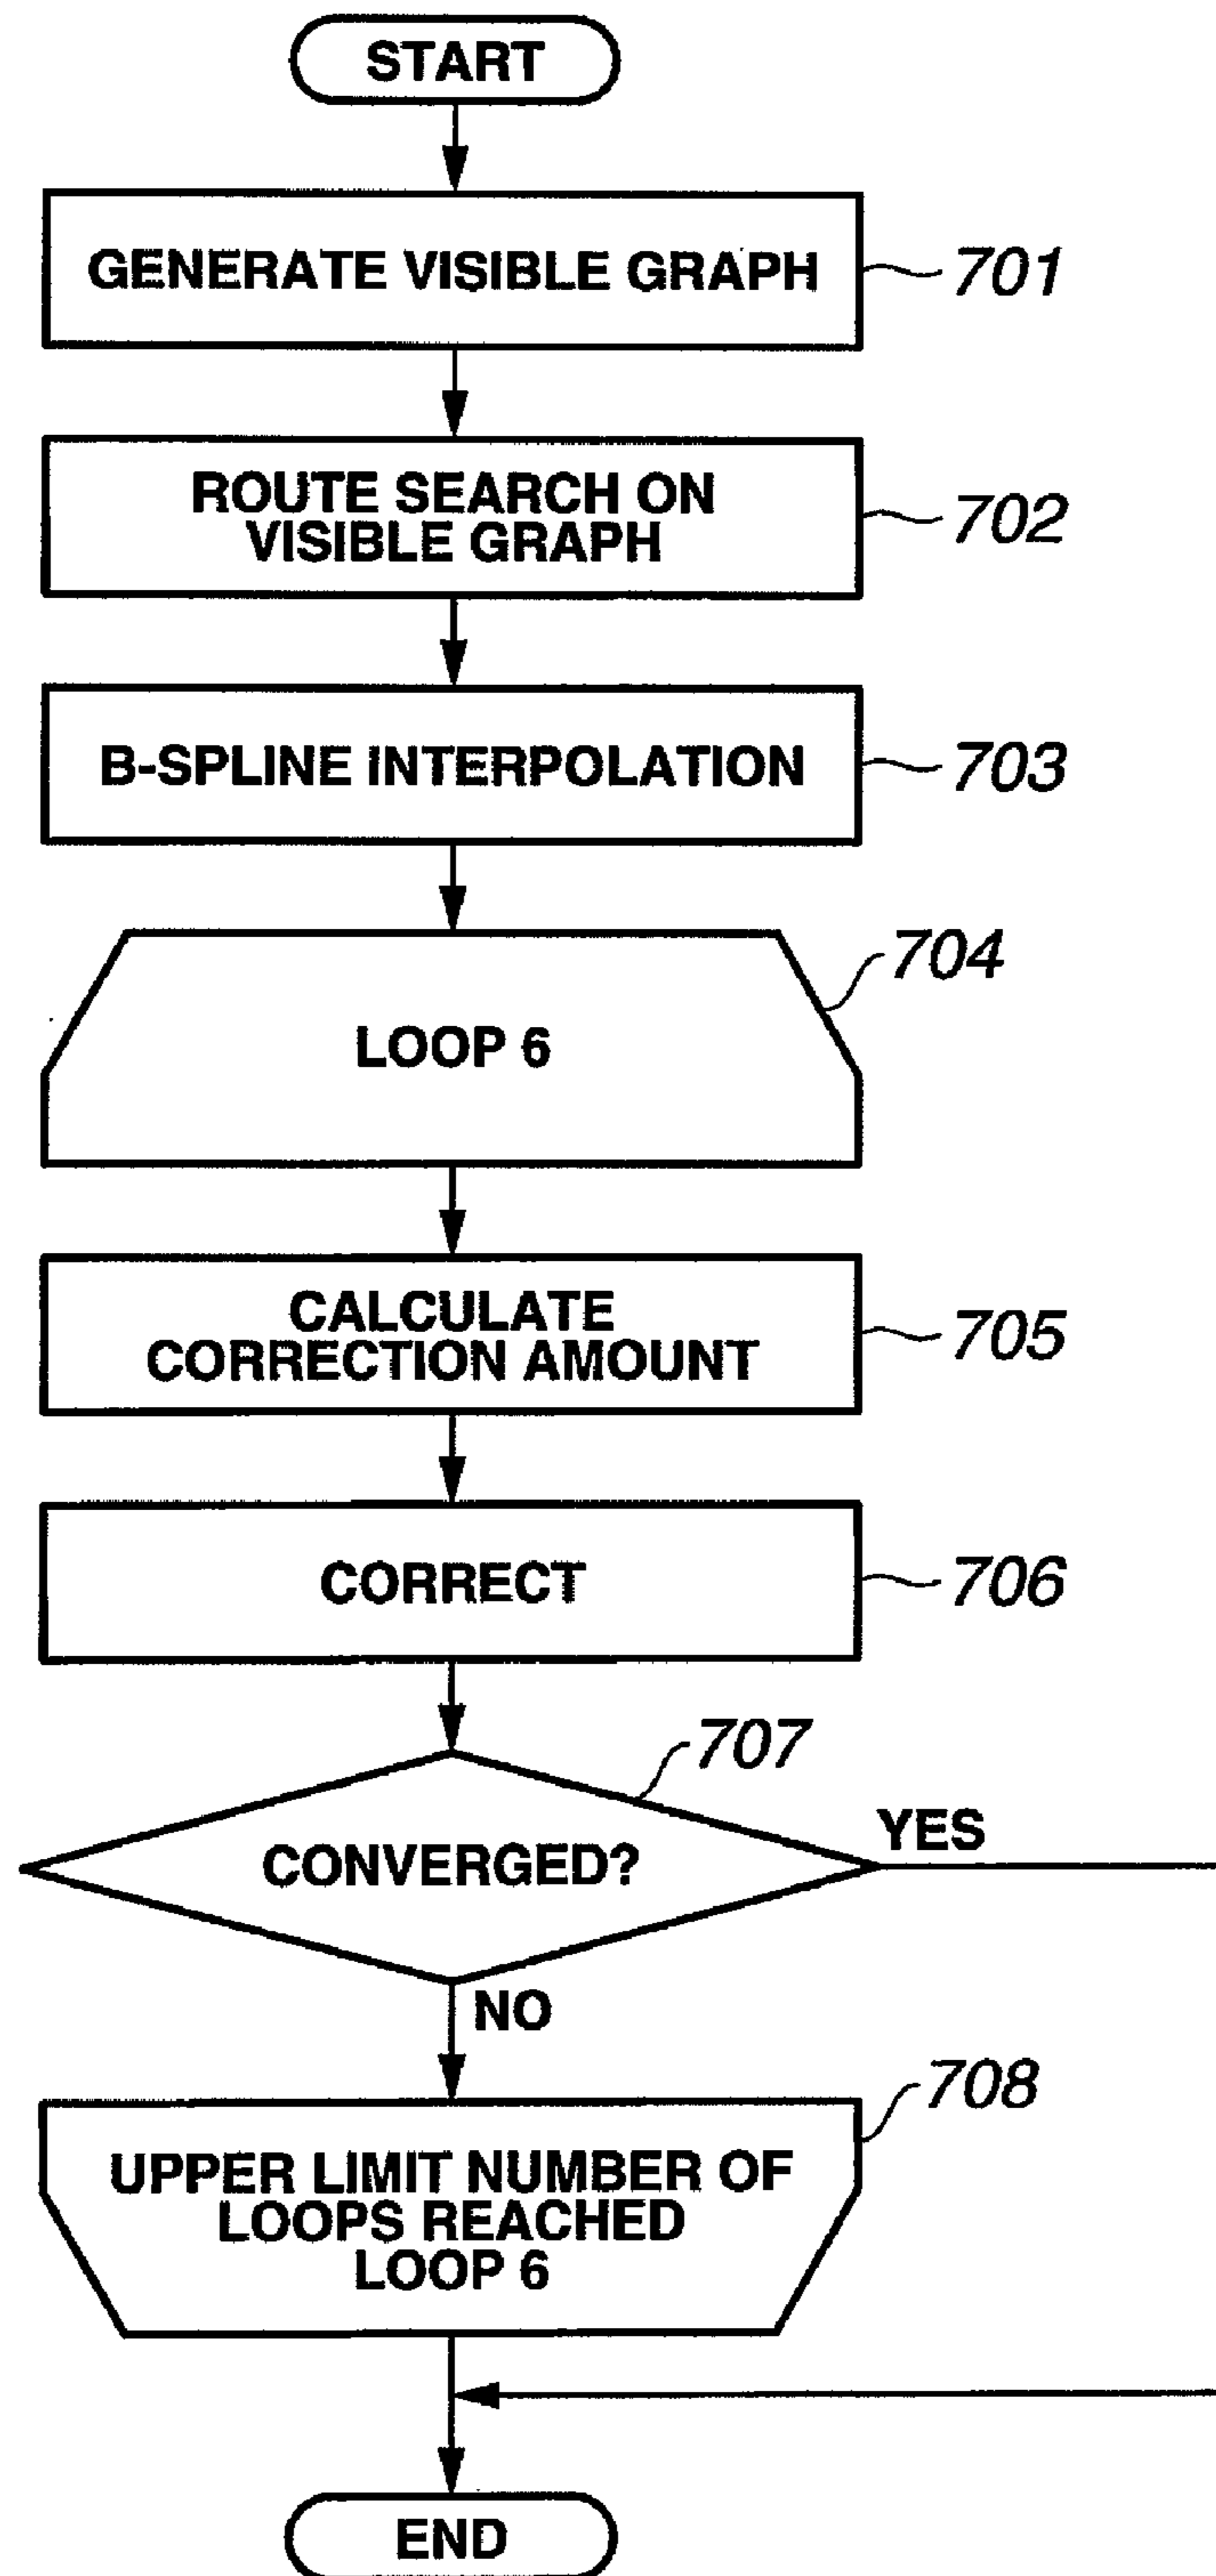 START
GENERATE VISIBLE GRAPH
701
ROUTE SEARCH ON
VISIBLE GRAPH
702
B-SPLINE INTERPOLATION
703
704
LOOP 6
CALCULATE
CORRECTION AMOUNT
705
CORRECT
706
707
CONVERGED?
YES
NO
708
UPPER LIMIT NUMBER OF
LOOPS REACHED
LOOP 6
END